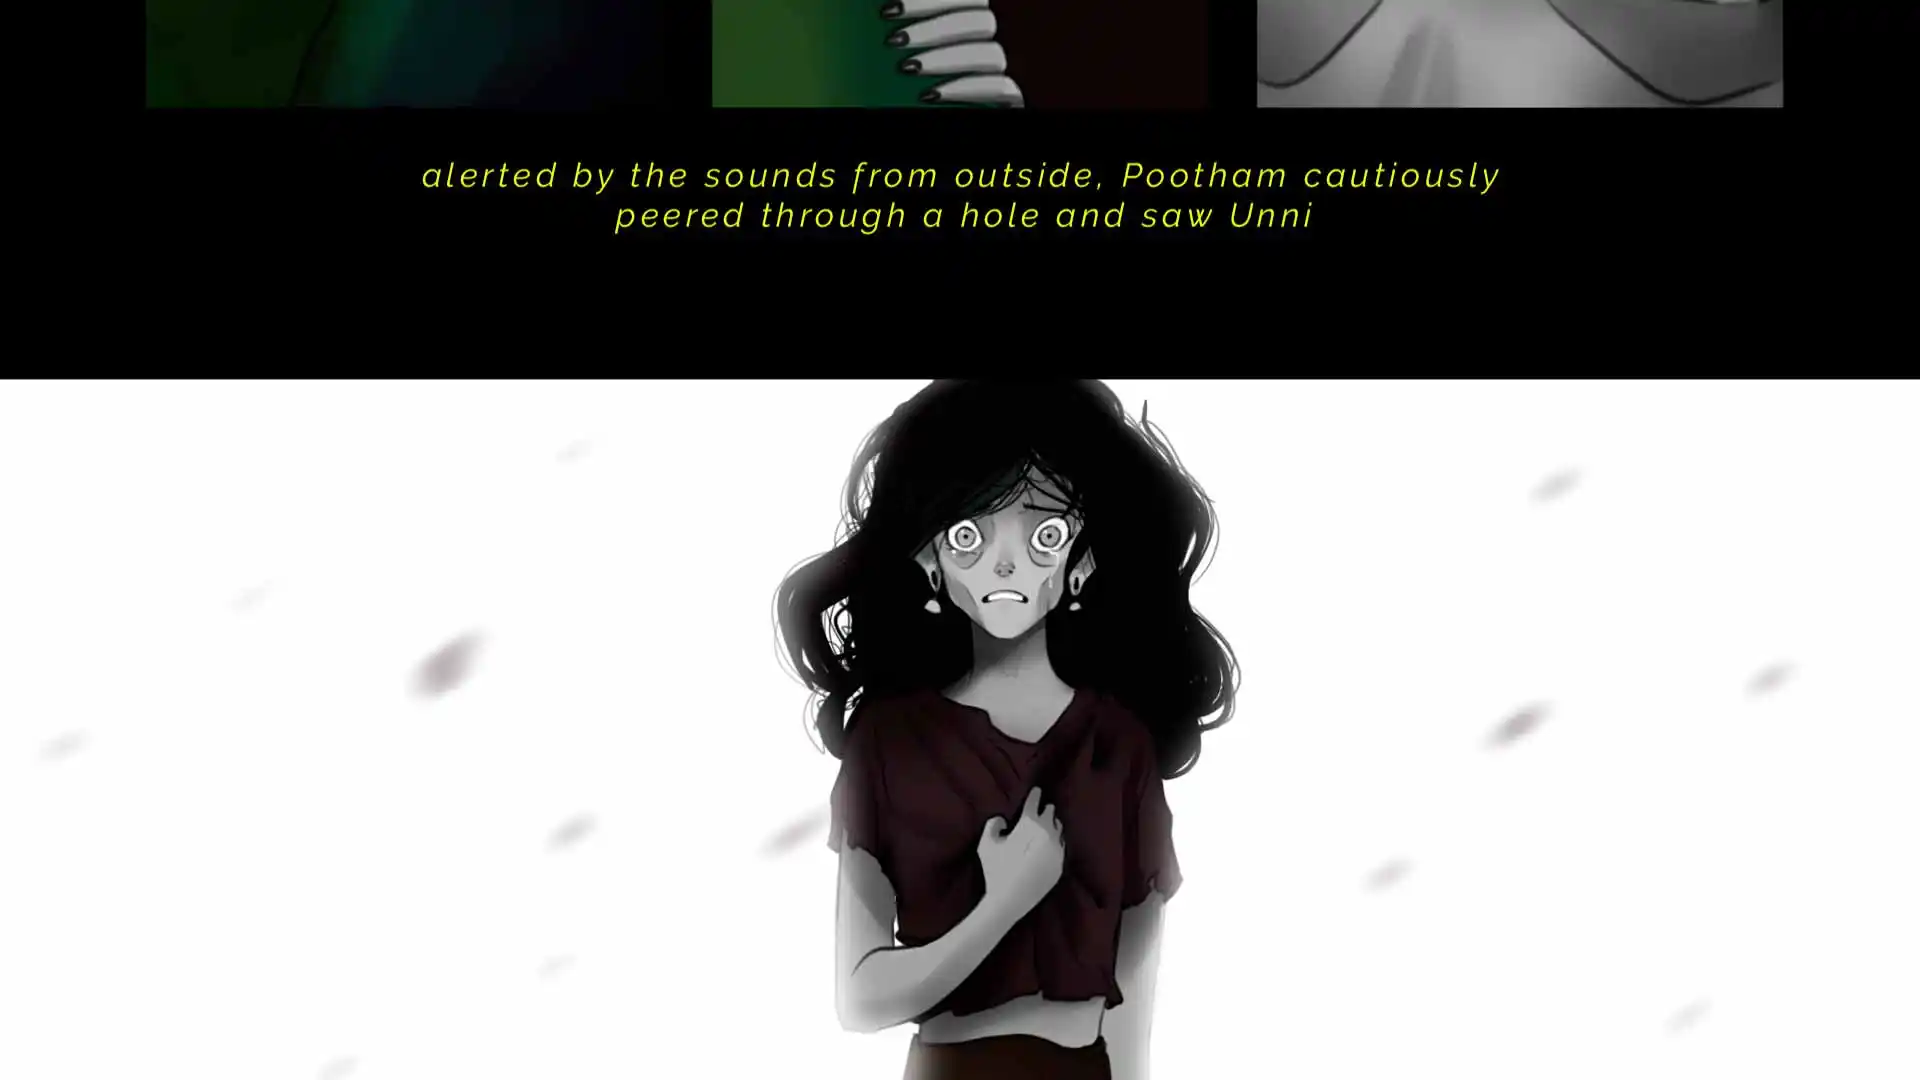 alerted by the sounds from outside, Pootham cautiously
peered through a hole and saw Unni